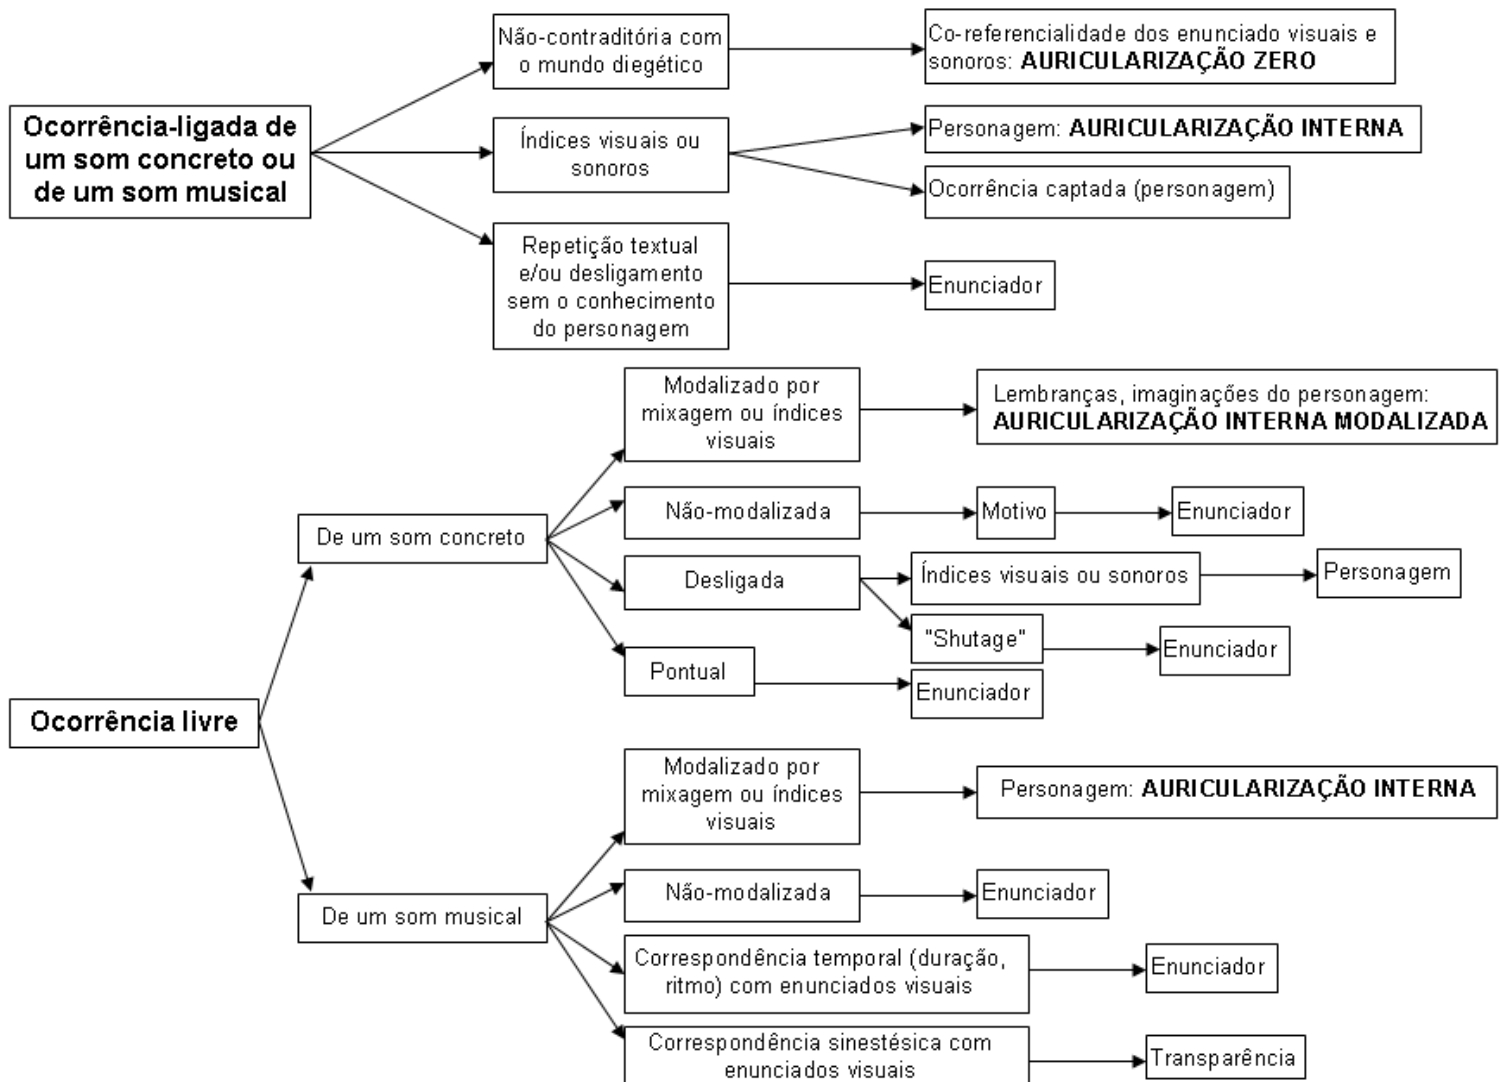 Não-contraditória com
o mundo diegético
Co-referencialidade dos enunciado visuais e
sonoros: AURICULARIZAÇÃO ZERO
Ocorrência-ligada de
um som concreto ou
de um som musical
Índices visuais ou
sonoros
Personagem: AURICULARIZAÇÃO INTERNA
Ocorrência captada (personagem)
Repetição textual
e/ou desligamento
sem o conhecimento
do personagem
Enunciador
Modalizado por
mixagem ou índices
visuais
Lembranças, imaginações do personagem:
AURICULARIZAÇÃO INTERNA MODALIZADA
De um som concreto
Não-modalizada
Motivo
Enunciador
Desligada
Índices visuais ou sonoros
Personagem
"Shutage"
Enunciador
Pontual
Enunciador
Ocorrência livre
Modalizado por
mixagem ou índices
visuais
Personagem: AURICULARIZAÇÃO INTERNA
De um som musical
Não-modalizada
Enunciador
Correspondência temporal (duração,
ritmo) com enunciados visuais
Enunciador
Correspondência sinestésica com
enunciados visuais
Transparência